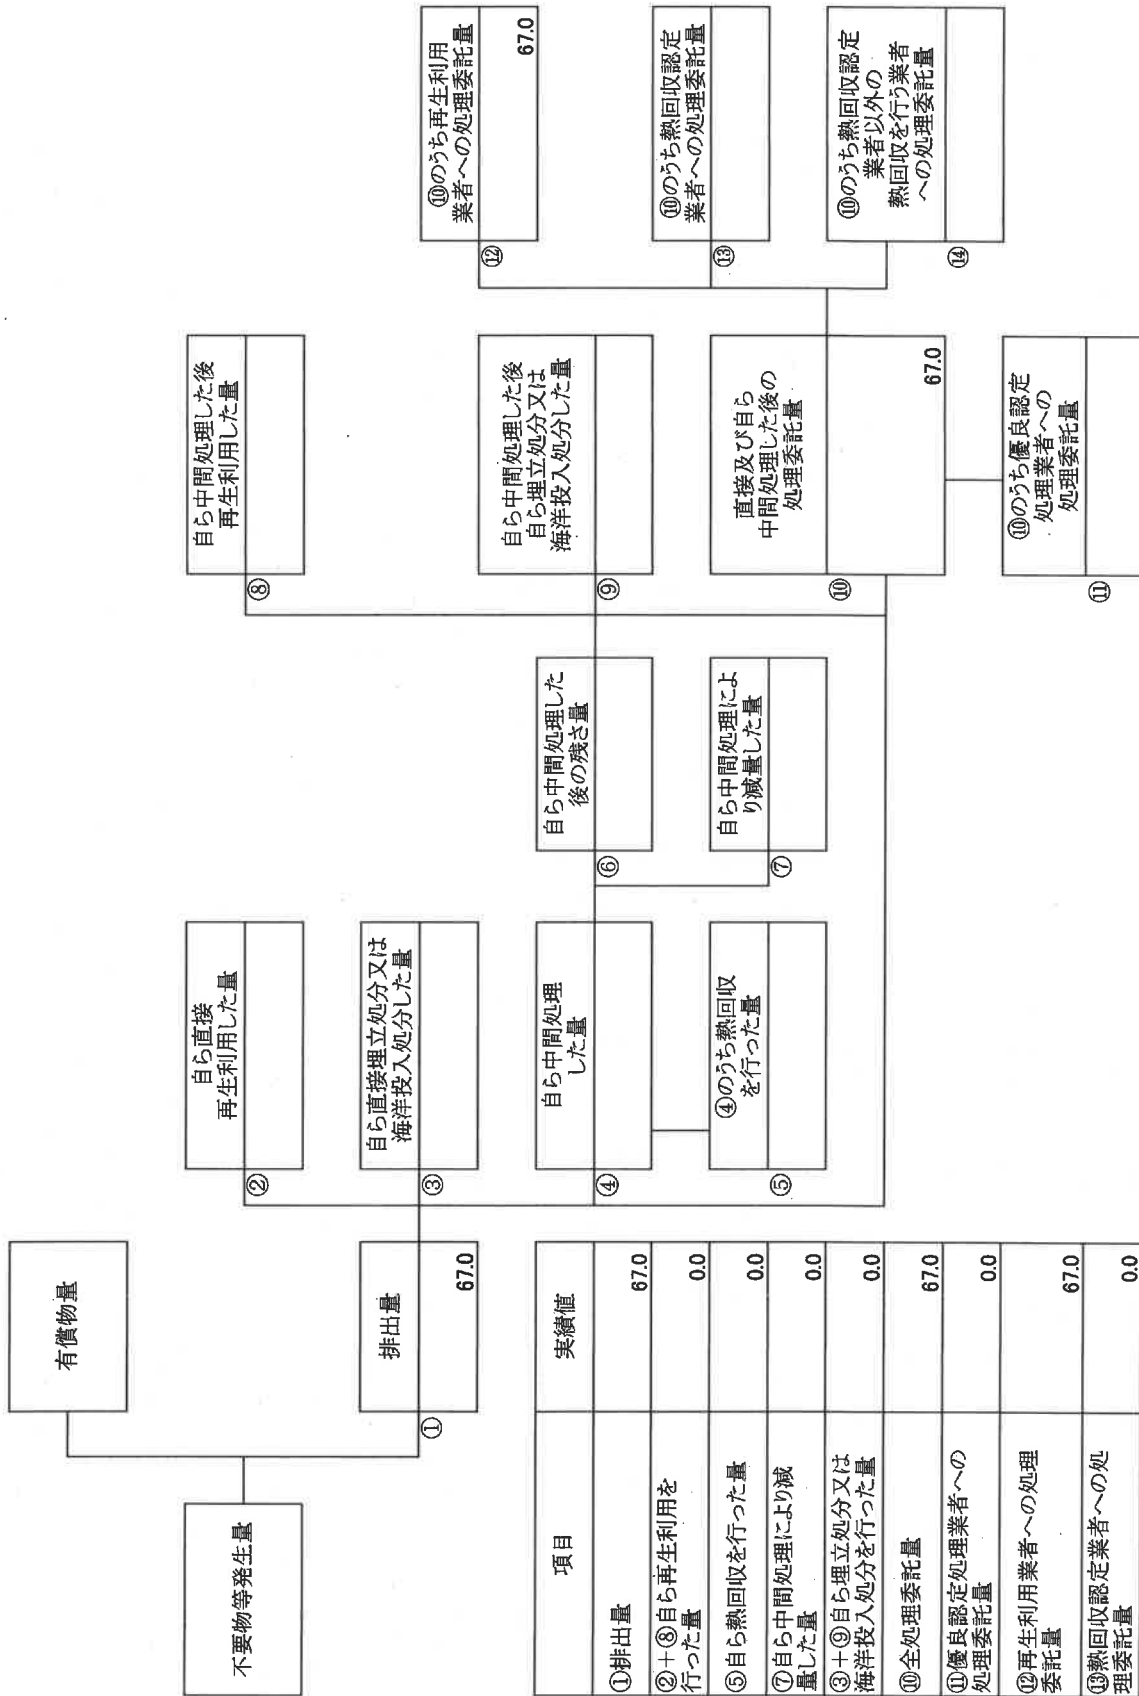 不要物等発生量
有償物量
排出量
①
67.0
自ら直接
再生利用した量
②
自ら直接埋立処分又は
海洋投入処分した量
③
自ら中間処理
した量
④
④のうち熱回収
を行った量
⑤
自ら中間処理した
後の残さ量
⑥
自ら中間処理によ
り減量した量
⑦
自ら中間処理した後
再生利用した量
⑧
自ら中間処理した後
自ら埋立処分又は
海洋投入処分した量
⑨
直接及び自ら
中間処理した後の
処理委託量
⑩
67.0
⑩のうち優良認定
処理業者への
処理委託量
⑪
⑩のうち再生利用
業者への処理委託量
⑫
67.0
⑩のうち熱回収認定
業者への処理委託量
⑬
⑩のうち熱回収認定
業者以外の
熱回収を行う業者
への処理委託量
⑭
項目 実績値
①排出量 67.0
②+⑧自ら再生利用を
行った量 0.0
⑤自ら熱回収を行った量 0.0
⑦自ら中間処理により減
量した量 0.0
③+⑨自ら埋立処分又は
海洋投入処分を行った量 0.0
⑩全処理委託量 67.0
⑪優良認定処理業者への
処理委託量 0.0
⑫再生利用業者への処理
委託量 67.0
⑬熱回収認定業者への処
理委託量 0.0